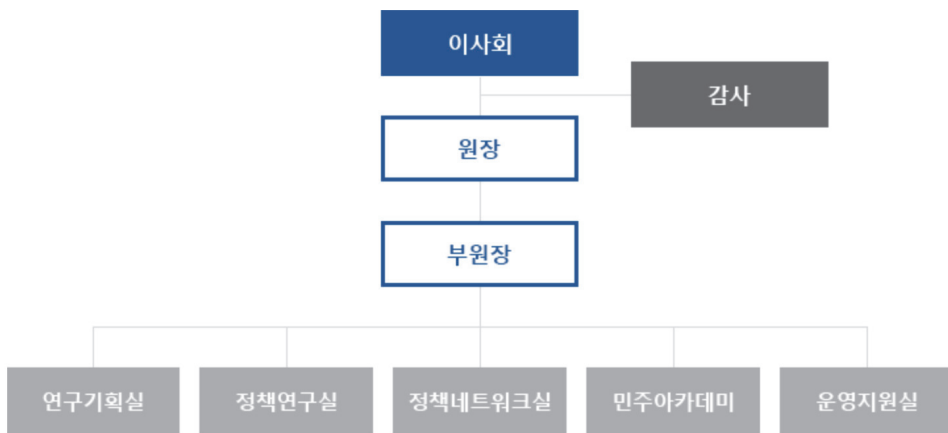 이사회
감사
원장
부원장
연구기획실
정책연구실
정책네트워크실
민주아카데미
운영지원실